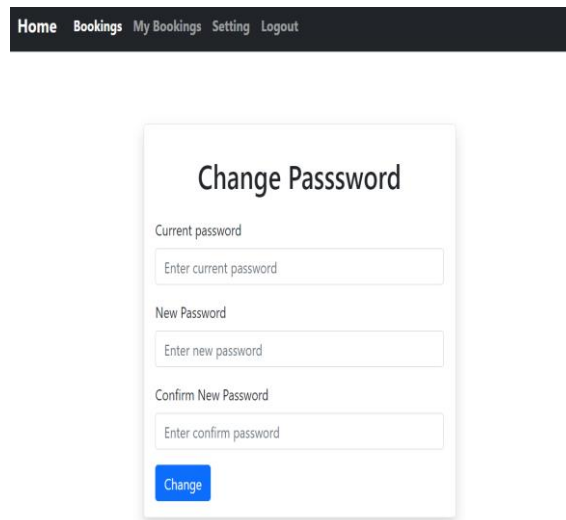 Home Bookings My Bookings Setting Logout
Change Passsword
Current password
Enter current password
New Password
Enter new password
Confirm New Password
Enter confirm password
Change